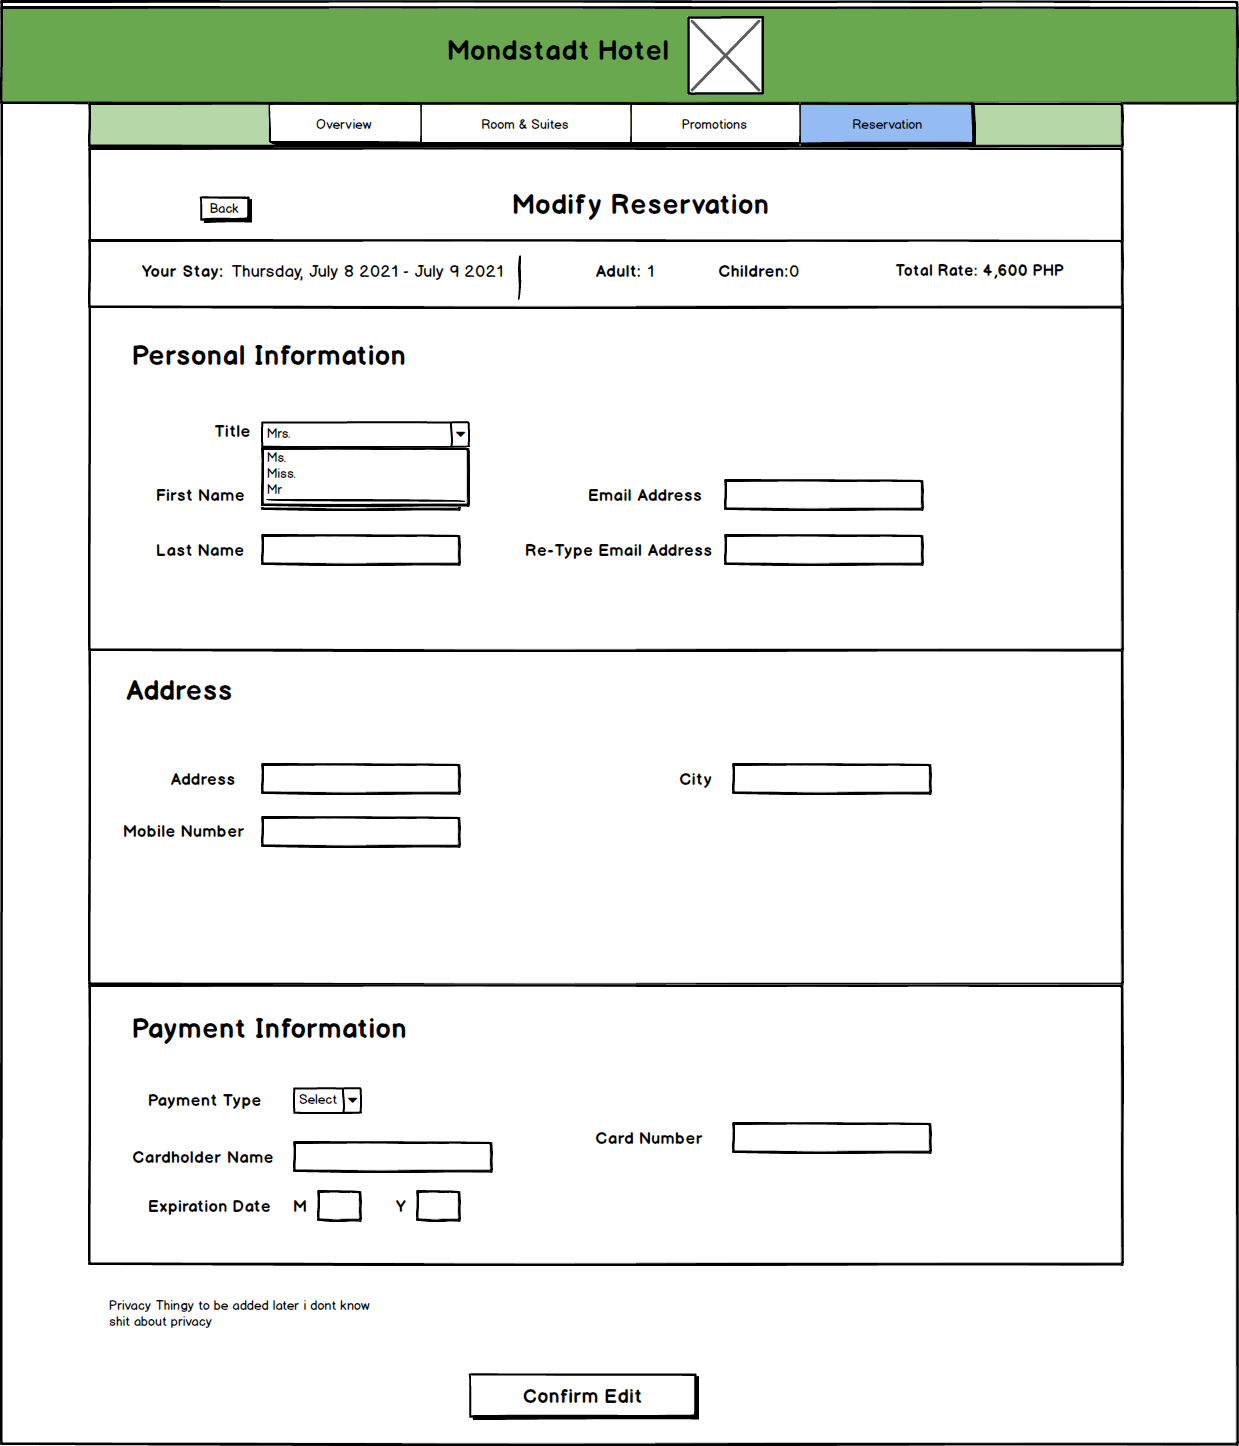 Mondstadt Hotel
Overview
Room & Suites
Promotions
Reservation
Back
Modify Reservation
Your Stay: Thursday, July 8 2021 - July 9 2021
Adult: 1
Children:0
Total Rate: 4,600 PHP
Personal Information
Title
Mrs.
Ms.
Miss.
Mr
First Name
Email Address
Last Name
Re-Type Email Address
Address
Address
City
Mobile Number
Payment Information
Payment Type
Select
Card Number
Cardholder Name
Expiration Date
M
Y
Privacy Thingy to be added later i dont know
shit about privacy
Confirm Edit